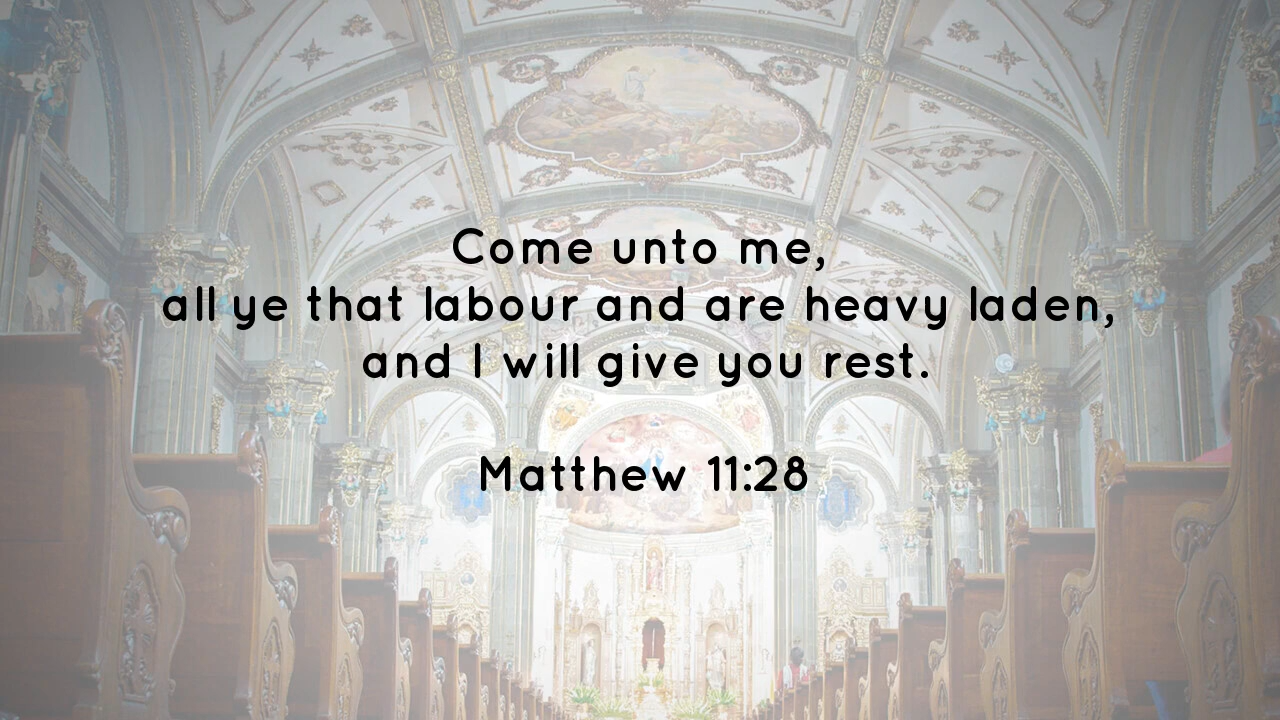 Come unto me,
all ye that labour and are heavy laden,
and I will give you rest.
Matthew 11:28